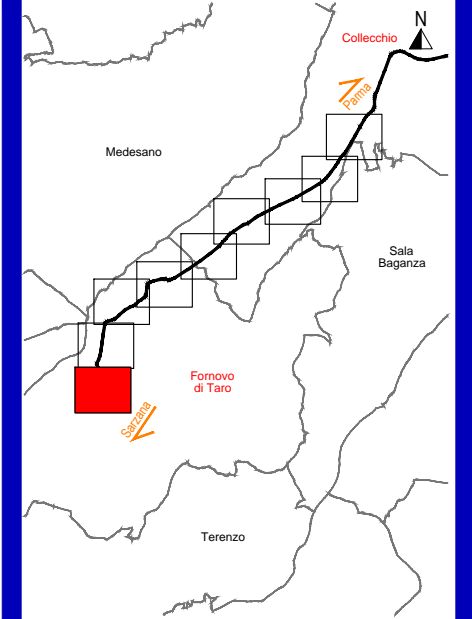 N
Collecchio
Parma
Medesano
Sala
Baganza
Fornovo
di Taro
Sarzana
Terenzo